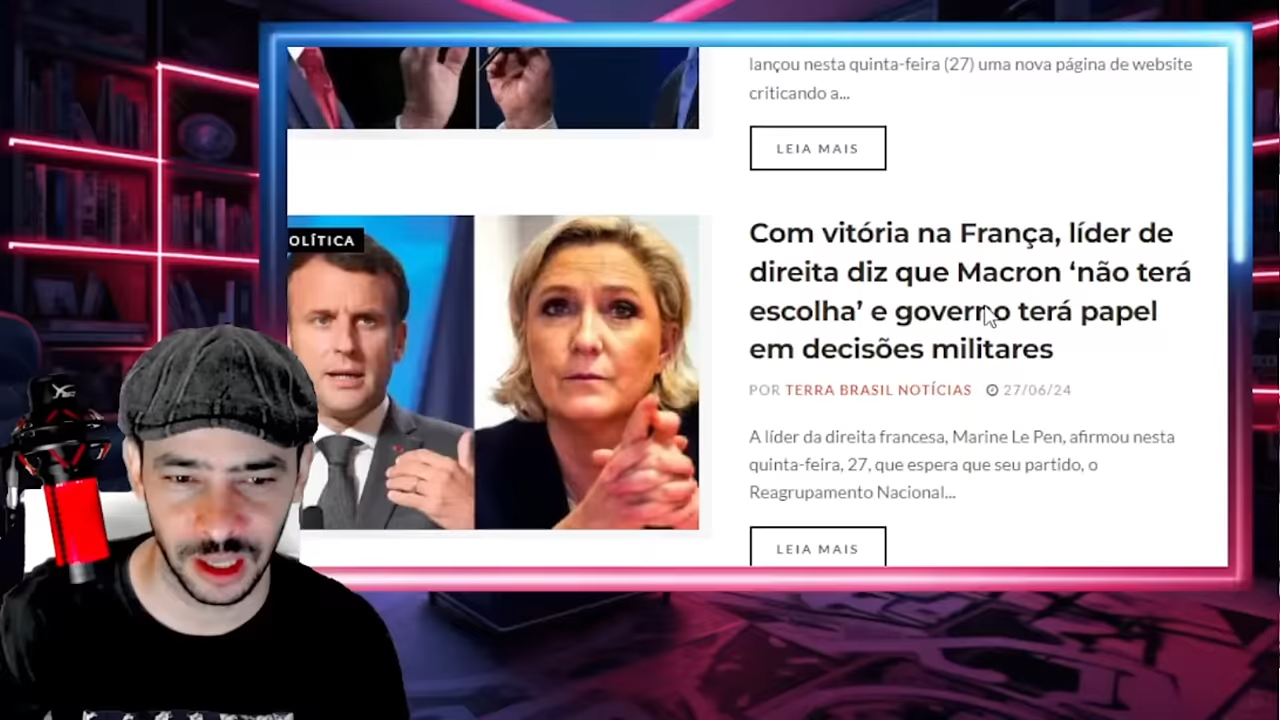 lançou nesta quinta-feira (27) uma nova página de website
criticando a...
LEIA MAIS
OLÍTICA
Com vitória na França, líder de
direita diz que Macron ‘não terá
escolha’ e governo terá papel
em decisões militares
POR TERRA BRASIL NOTÍCIAS 27/06/24
A líder da direita francesa, Marine Le Pen, afirmou nesta
quinta-feira, 27, que espera que seu partido, o
Reagrupamento Nacional...
LEIA MAIS